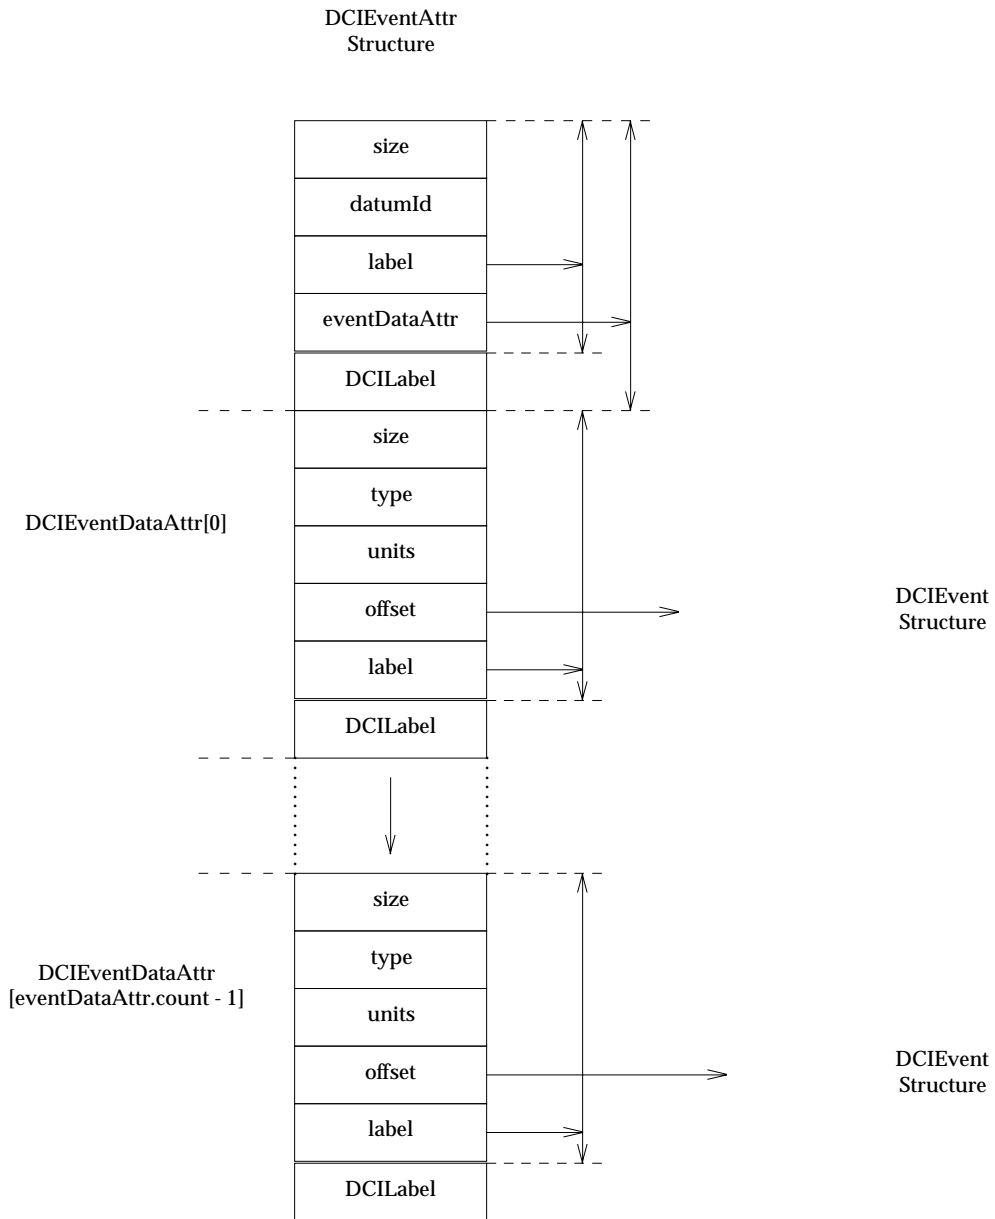 DCIEventAttr
Structure
size
datumId
label
eventDataAttr
DCILabel
size
type
DCIEventDataAttr[0]
units
offset
DCIEvent
Structure
label
DCILabel
size
type
DCIEventDataAttr
[eventDataAttr.count - 1]
units
offset
DCIEvent
Structure
label
DCILabel